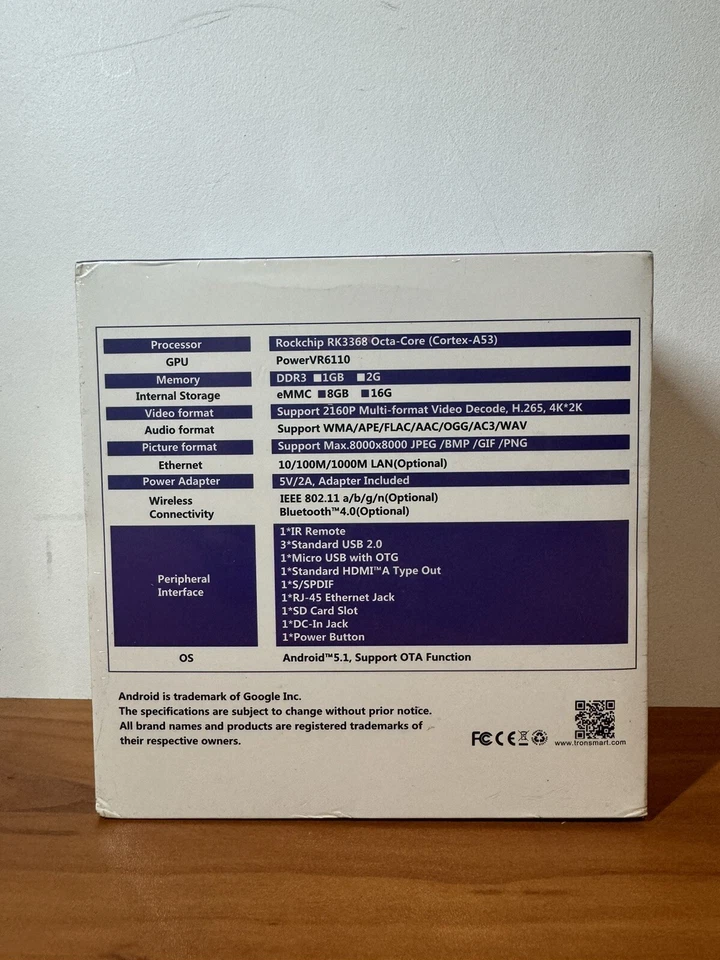 Processor Rockchip RK3368 Octa-Core (Cortex-A53)
GPU PowerVR6110
Memory DDR3 ■1GB ■2G
Internal Storage eMMC ■8GB ■16G
Video format Support 2160P Multi-format Video Decode, H.265, 4K*2K
Audio format Support WMA/APE/FLAC/AAC/OGG/AC3/WAV
Picture format Support Max.8000x8000 JPEG /BMP /GIF /PNG
Ethernet 10/100M/1000M LAN(Optional)
Power Adapter 5V/2A, Adapter Included
Wireless Connectivity
IEEE 802.11 a/b/g/n(Optional)
Bluetooth™4.0(Optional)
Peripheral Interface
1*IR Remote
3*Standard USB 2.0
1*Micro USB with OTG
1*Standard HDMI™A Type Out
1*S/SPDIF
1*RJ-45 Ethernet Jack
1*SD Card Slot
1*DC-In Jack
1*Power Button
OS Android™5.1, Support OTA Function
Android is trademark of Google Inc.
The specifications are subject to change without prior notice.
All brand names and products are registered trademarks of
their respective owners.
FC CE
www.tronsmart.com